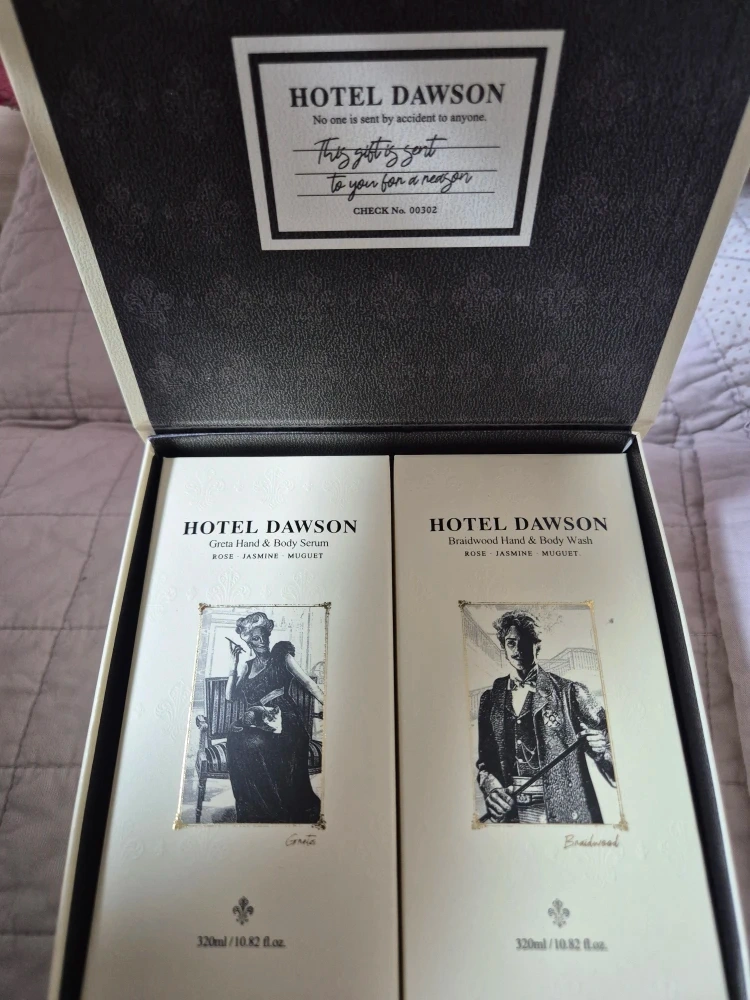 HOTEL DAWSON
No one is sent by accident to anyone.
This gift is sent
to you for a reason
CHECK No. 00302
HOTEL DAWSON
Greta Hand & Body Serum
ROSE · JASMINE · MUGUET
Greta
320ml / 10.82 fl.oz.
HOTEL DAWSON
Braidwood Hand & Body Wash
ROSE · JASMINE · MUGUET
Braidwood
320ml / 10.82 fl.oz.